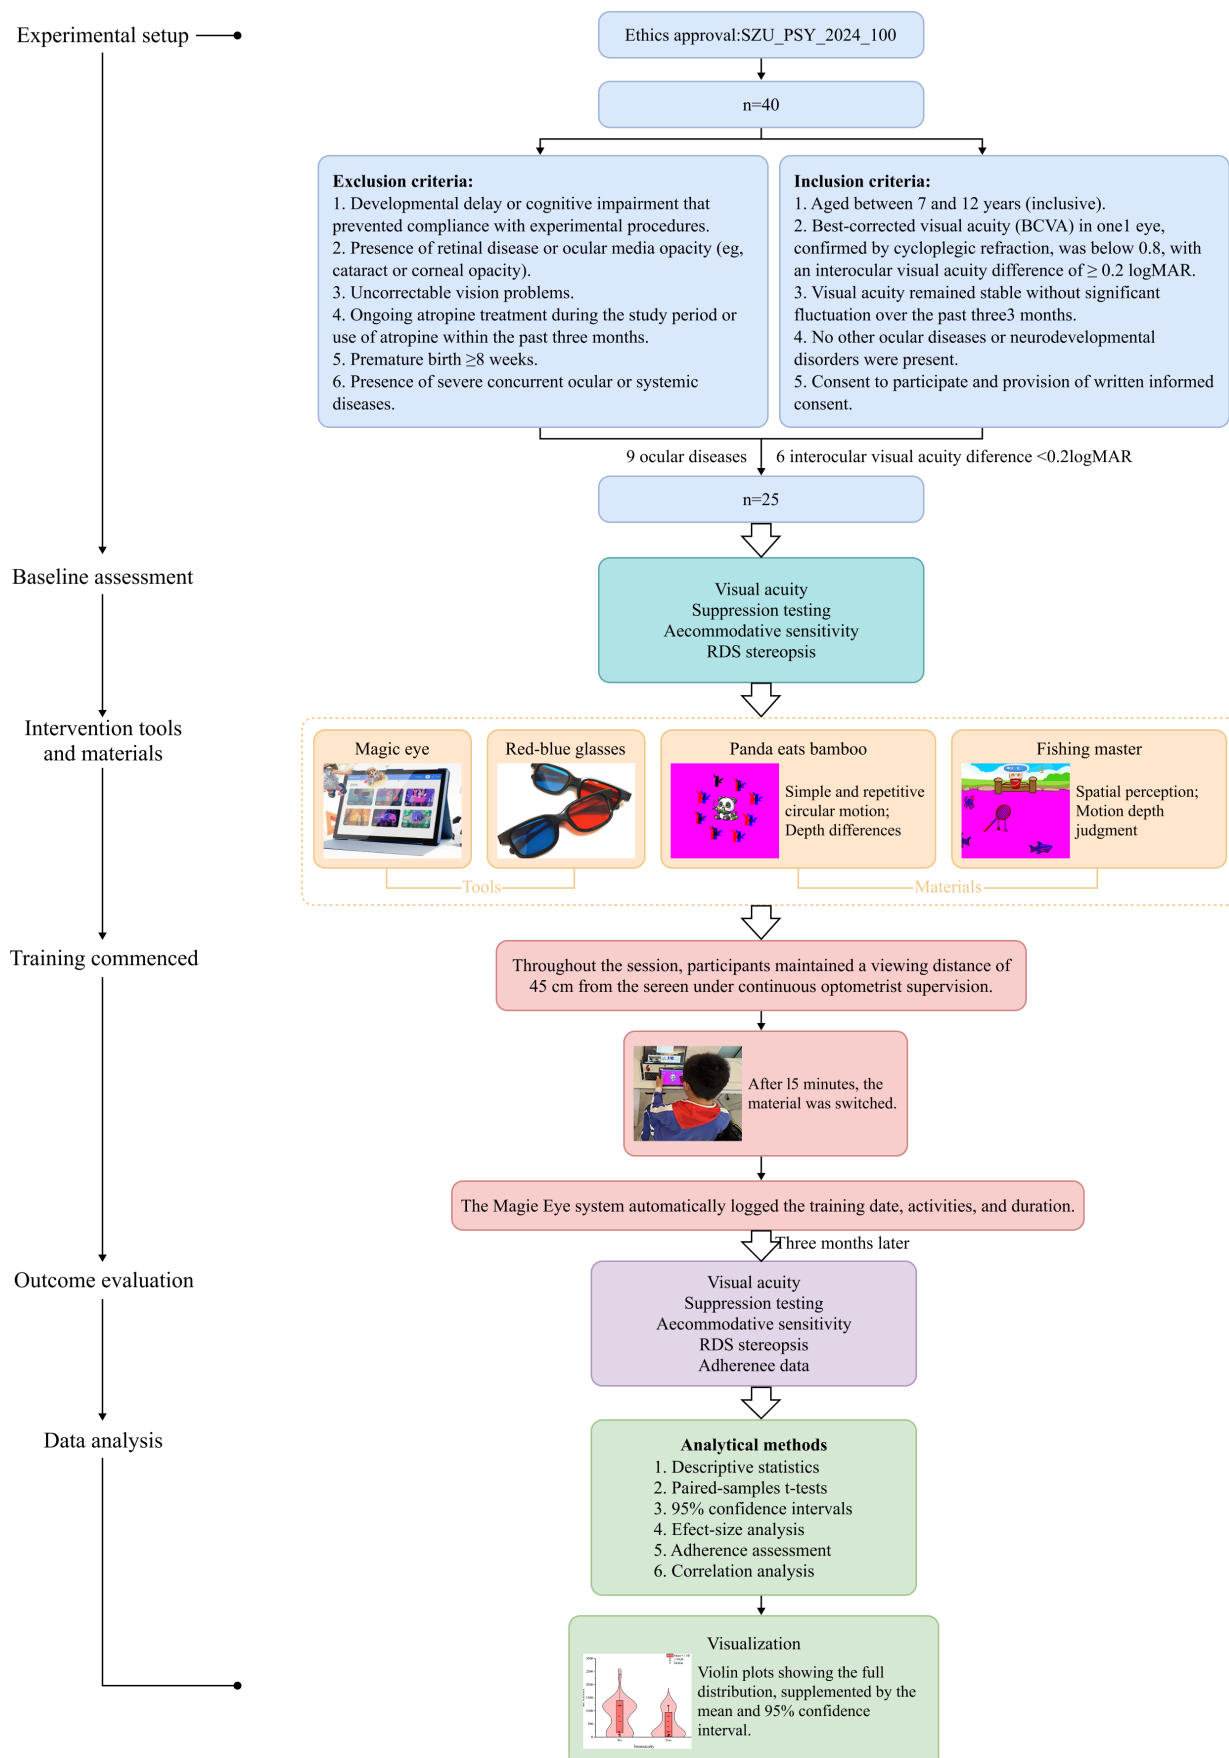 Experimental setup
Ethics approval:SZU_PSY_2024_100
n=40
Exclusion criteria:
1. Developmental delay or cognitive impairment that
prevented compliance with experimental procedures.
2. Presence of retinal disease or ocular media opacity (eg,
cataract or corneal opacity).
3. Uncorrectable vision problems.
4. Ongoing atropine treatment during the study period or
use of atropine within the past three months.
5. Premature birth ≥8 weeks.
6. Presence of severe concurrent ocular or systemic
diseases.
Inclusion criteria:
1. Aged between 7 and 12 years (inclusive).
2. Best-corrected visual acuity (BCVA) in one1 eye,
confirmed by cycloplegic refraction, was below 0.8, with
an interocular visual acuity difference of ≥ 0.2 logMAR.
3. Visual acuity remained stable without significant
fluctuation over the past three3 months.
4. No other ocular diseases or neurodevelopmental
disorders were present.
5. Consent to participate and provision of written informed
consent.
9 ocular diseases
6 interocular visual acuity diference <0.2logMAR
n=25
Baseline assessment
Visual acuity
Suppression testing
Aecommodative sensitivity
RDS stereopsis
Intervention tools
and materials
Magic eye
Red-blue glasses
Tools
Panda eats bamboo
Simple and repetitive
circular motion;
Depth differences
Fishing master
Spatial perception;
Motion depth
judgment
Materials
Training commenced
Throughout the session, participants maintained a viewing distance of
45 cm from the sereen under continuous optometrist supervision.
After l5 minutes, the
material was switched.
The Magie Eye system automatically logged the training date, activities, and duration.
Three months later
Outcome evaluation
Visual acuity
Suppression testing
Aecommodative sensitivity
RDS stereopsis
Adherenee data
Data analysis
Analytical methods
1. Descriptive statistics
2. Paired-samples t-tests
3. 95% confidence intervals
4. Efect-size analysis
5. Adherence assessment
6. Correlation analysis
Visualization
Violin plots showing the full
distribution, supplemented by the
mean and 95% confidence
interval.